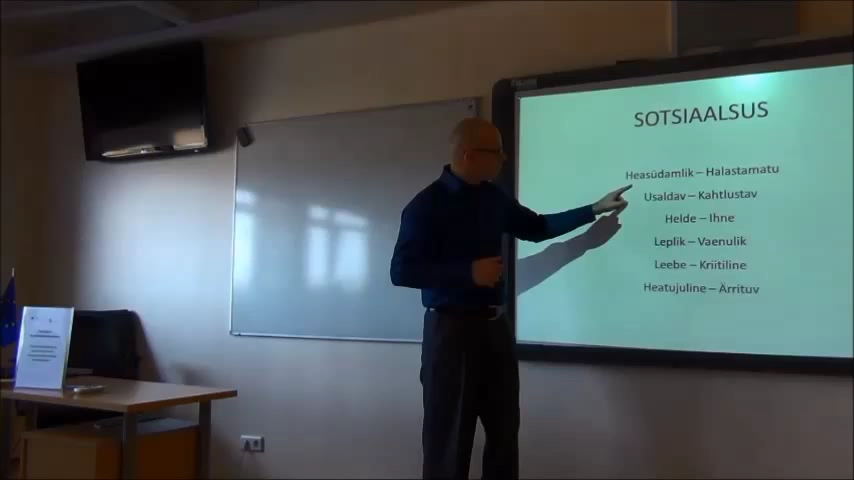 SOTSIAALSUS
Heasüdamlik – Halastamatu
Usaldav – Kahtlustav
Helde – Ihne
Leplik – Vaenulik
Leebe – Kriitiline
Heatujuline – Ärrituv